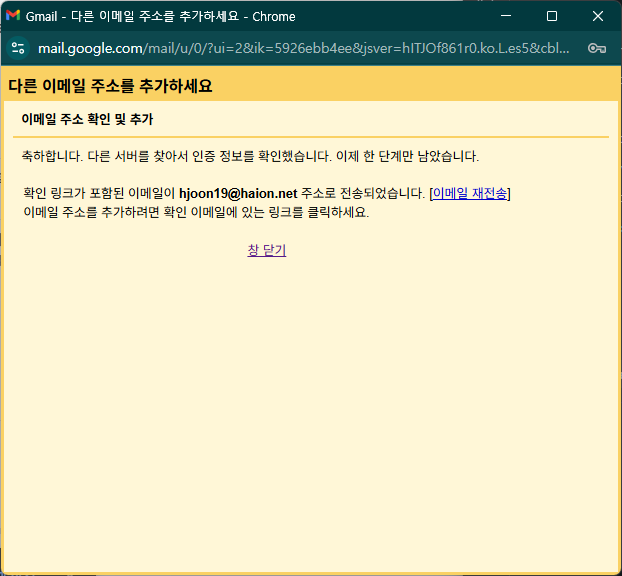 Gmail - 다른 이메일 주소를 추가하세요 - Chrome
mail.google.com/mail/u/0/?ui=2&ik=5926ebb4ee&jsver=hITJOf861r0.ko.L.es5&cbl...
다른 이메일 주소를 추가하세요
이메일 주소 확인 및 추가
축하합니다. 다른 서버를 찾아서 인증 정보를 확인했습니다. 이제 한 단계만 남았습니다.
확인 링크가 포함된 이메일이 hjoon19@haion.net 주소로 전송되었습니다. [이메일 재전송]
이메일 주소를 추가하려면 확인 이메일에 있는 링크를 클릭하세요.
창 닫기